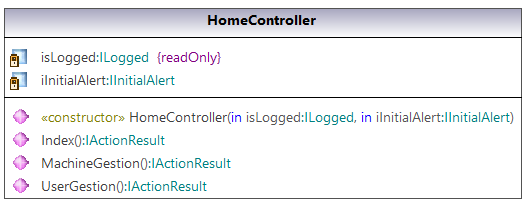 HomeController
isLogged:ILogged {readOnly}
iInitialAlert:IInitialAlert
«constructor» HomeController(in isLogged:ILogged, in iInitialAlert:IInitialAlert)
Index():IActionResult
MachineGestion():IActionResult
UserGestion():IActionResult